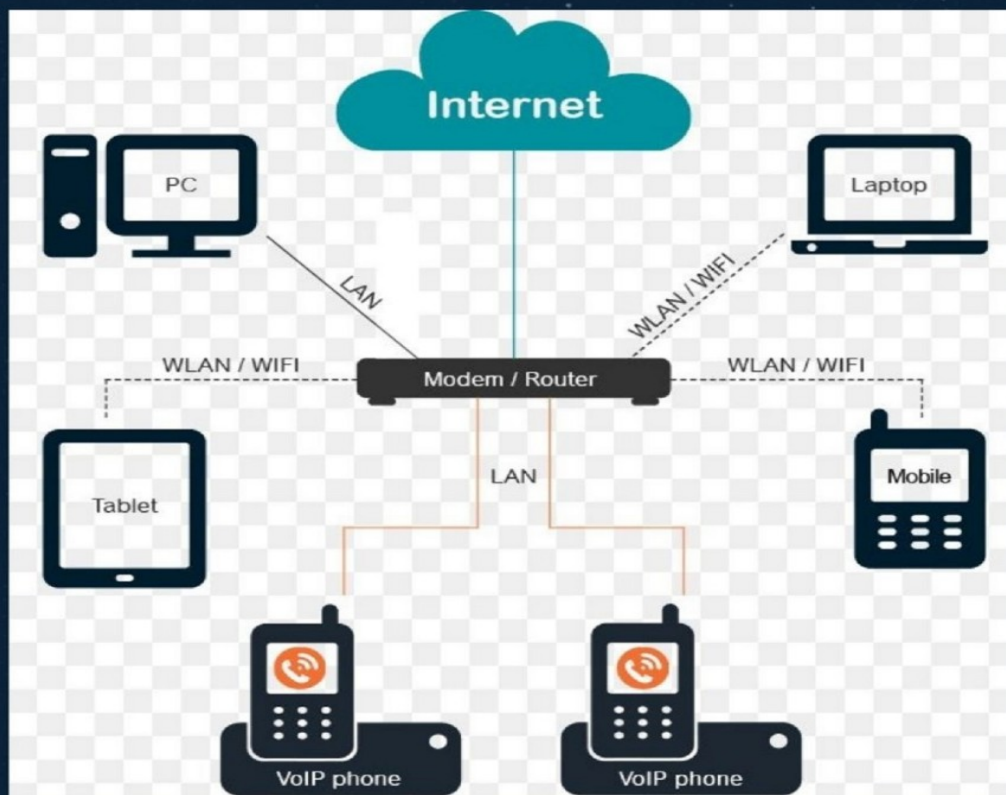 Internet
PC
Laptop
LAN
WLAN / WIFI
WLAN / WIFI
Modem / Router
WLAN / WIFI
Tablet
LAN
Mobile
VoIP phone
VoIP phone